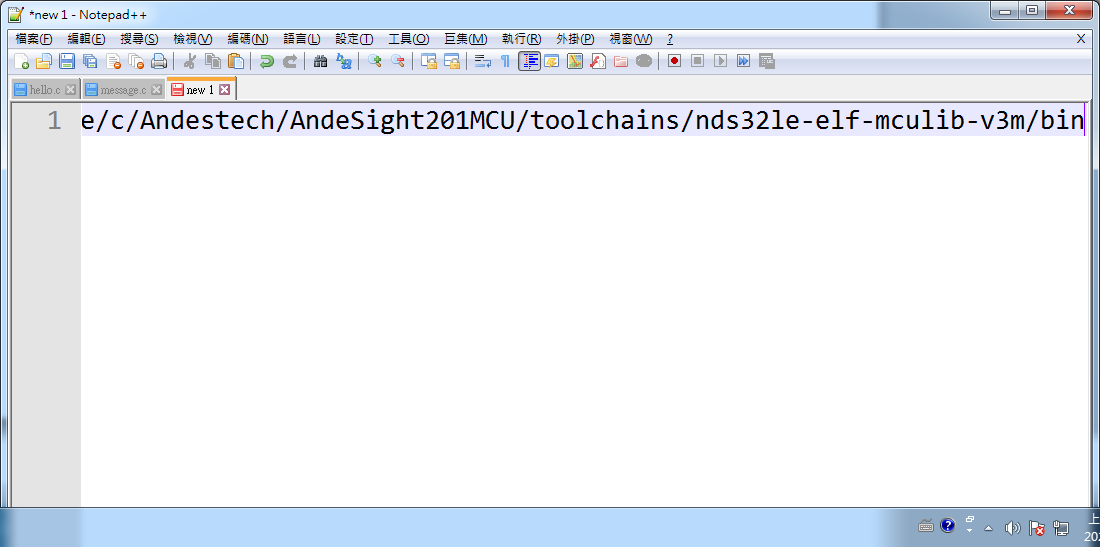 *new 1 - Notepad++
檔案(F) 編輯(E) 搜尋(S) 檢視(V) 編碼(N) 語言(L) 設定(T) 工具(O) 巨集(M) 執行(R) 外掛(P) 視窗(W) ? X
hello.c message.c new 1
1 e/c/Andestech/AndeSight201MCU/toolchains/nds32le-elf-mculib-v3m/bin
上
20